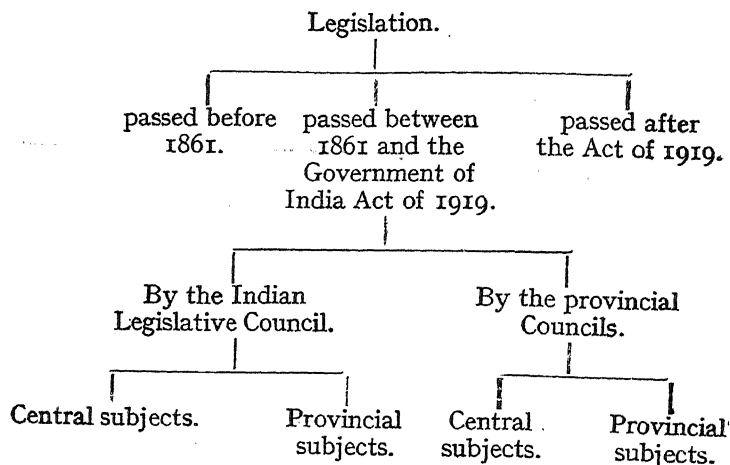 Legislation.
passed before
1861.
passed between
1861 and the
Government of
India Act of 1919.
passed after
the Act of 1919.
By the Indian
Legislative Council.
By the provincial
Councils.
Central subjects.
Provincial
subjects.
Central
subjects.
Provincial
subjects.